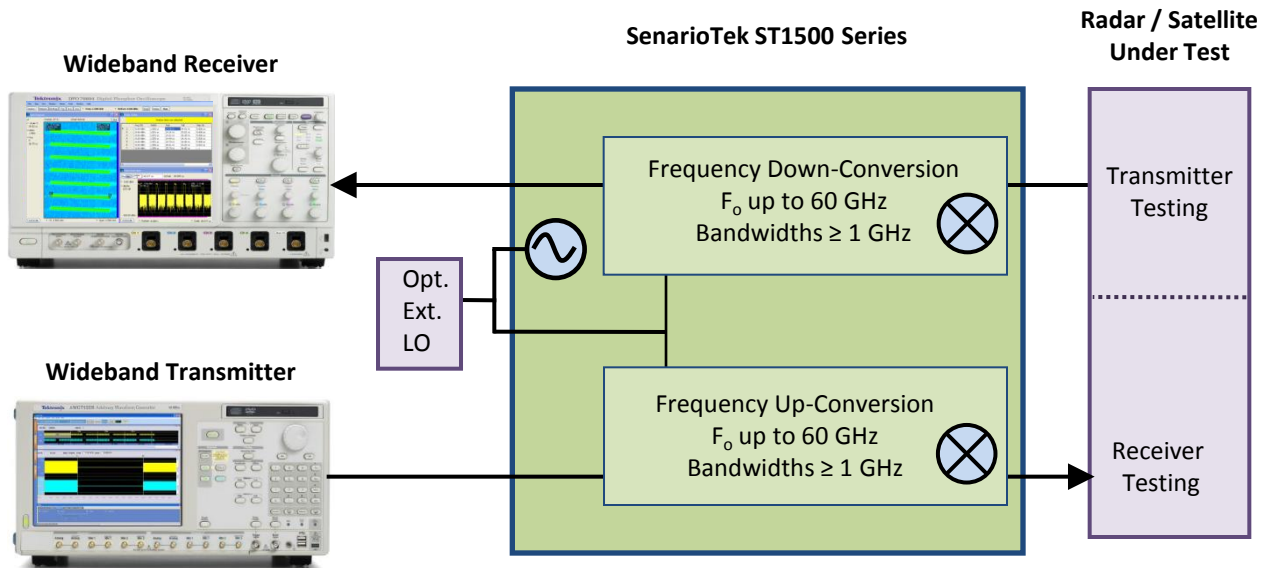 SenarioTek ST1500 Series
Radar / Satellite
Under Test
Wideband Receiver
Tektronix
Frequency Down-Conversion
Fo up to 60 GHz
Bandwidths ≥ 1 GHz
Transmitter
Testing
Opt.
Ext.
LO
Wideband Transmitter
Tektronix
Frequency Up-Conversion
Fo up to 60 GHz
Bandwidths ≥ 1 GHz
Receiver
Testing